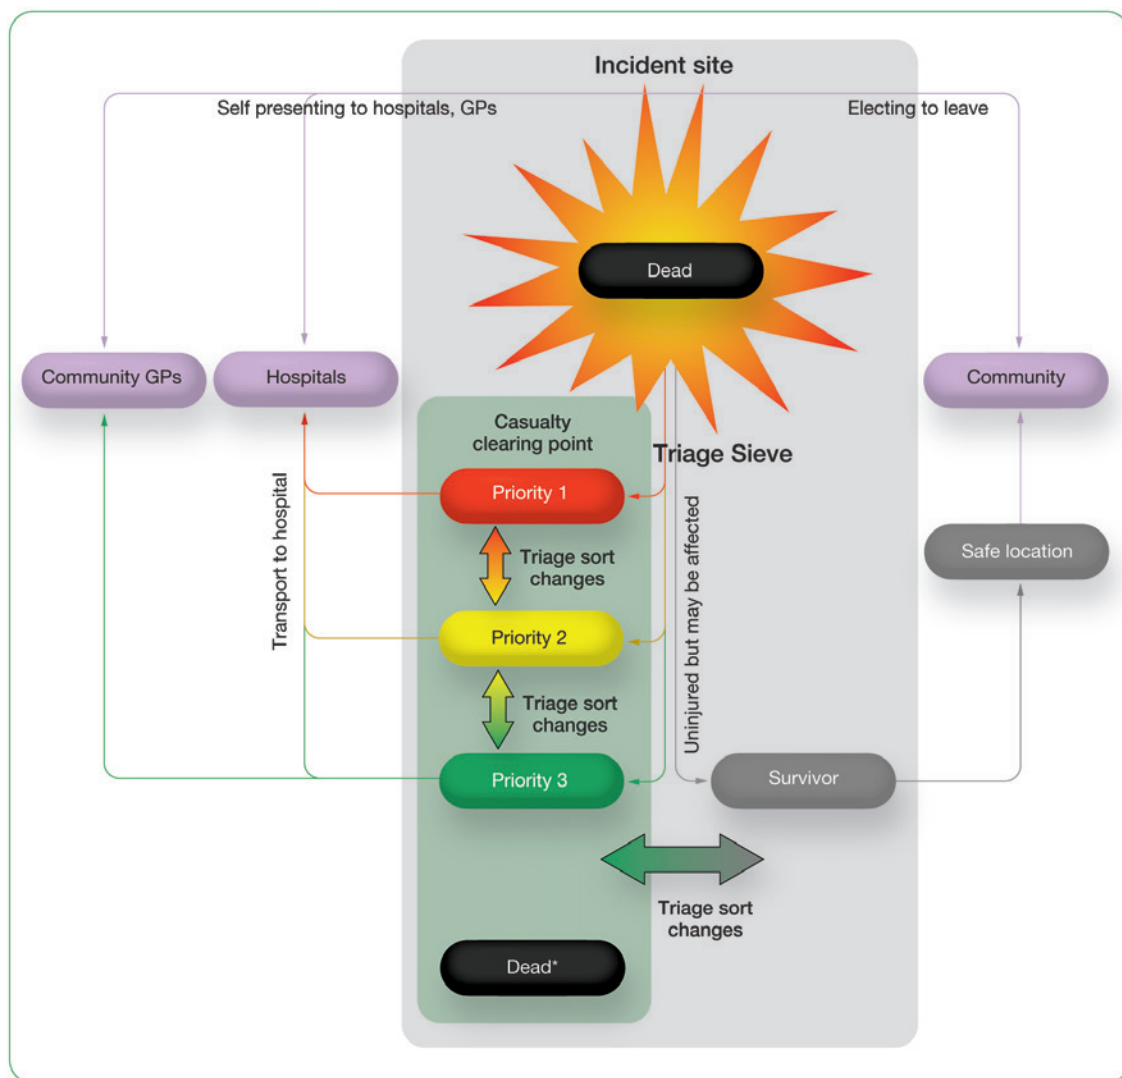 Incident site
Self presenting to hospitals, GPs
Electing to leave
Dead
Community GPs
Hospitals
Community
Casualty
clearing point
Triage Sieve
Priority 1
Transport to hospital
Triage sort
changes
Uninjured but may be affected
Safe location
Priority 2
Triage sort
changes
Priority 3
Survivor
Triage sort
changes
Dead*